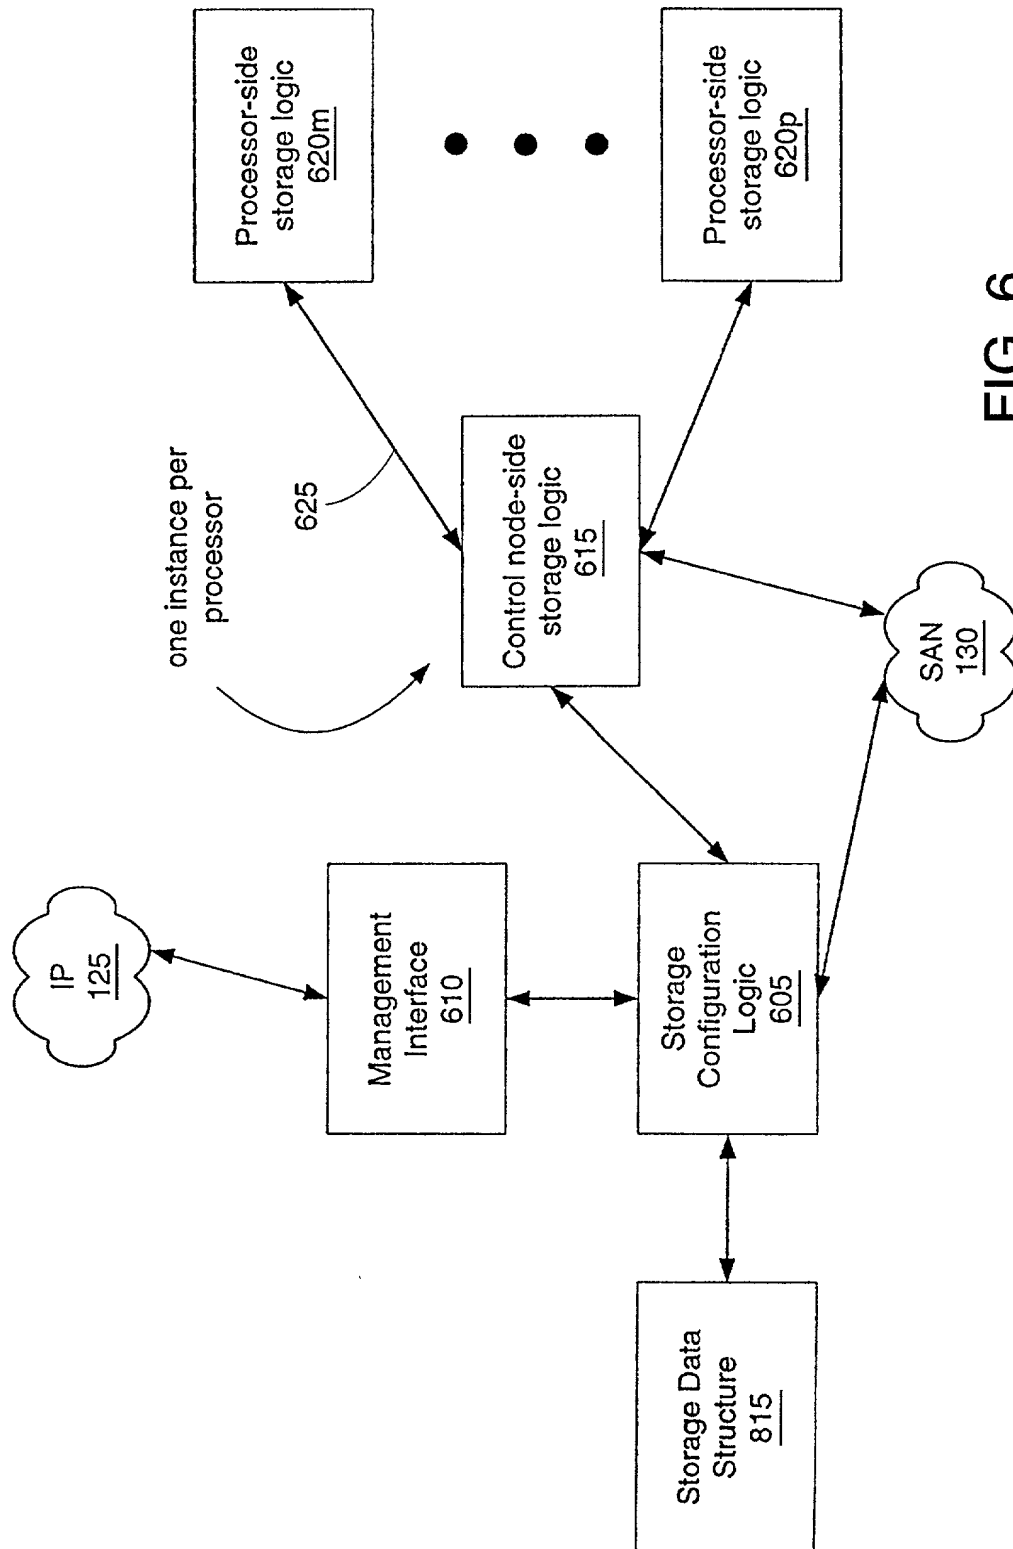 IP
125
Management
Interface
610
Storage Data
Structure
815
Storage
Configuration
Logic
605
one instance per
processor
625
Control node-side
storage logic
615
SAN
130
Processor-side
storage logic
620m
Processor-side
storage logic
620p
FIG. 6